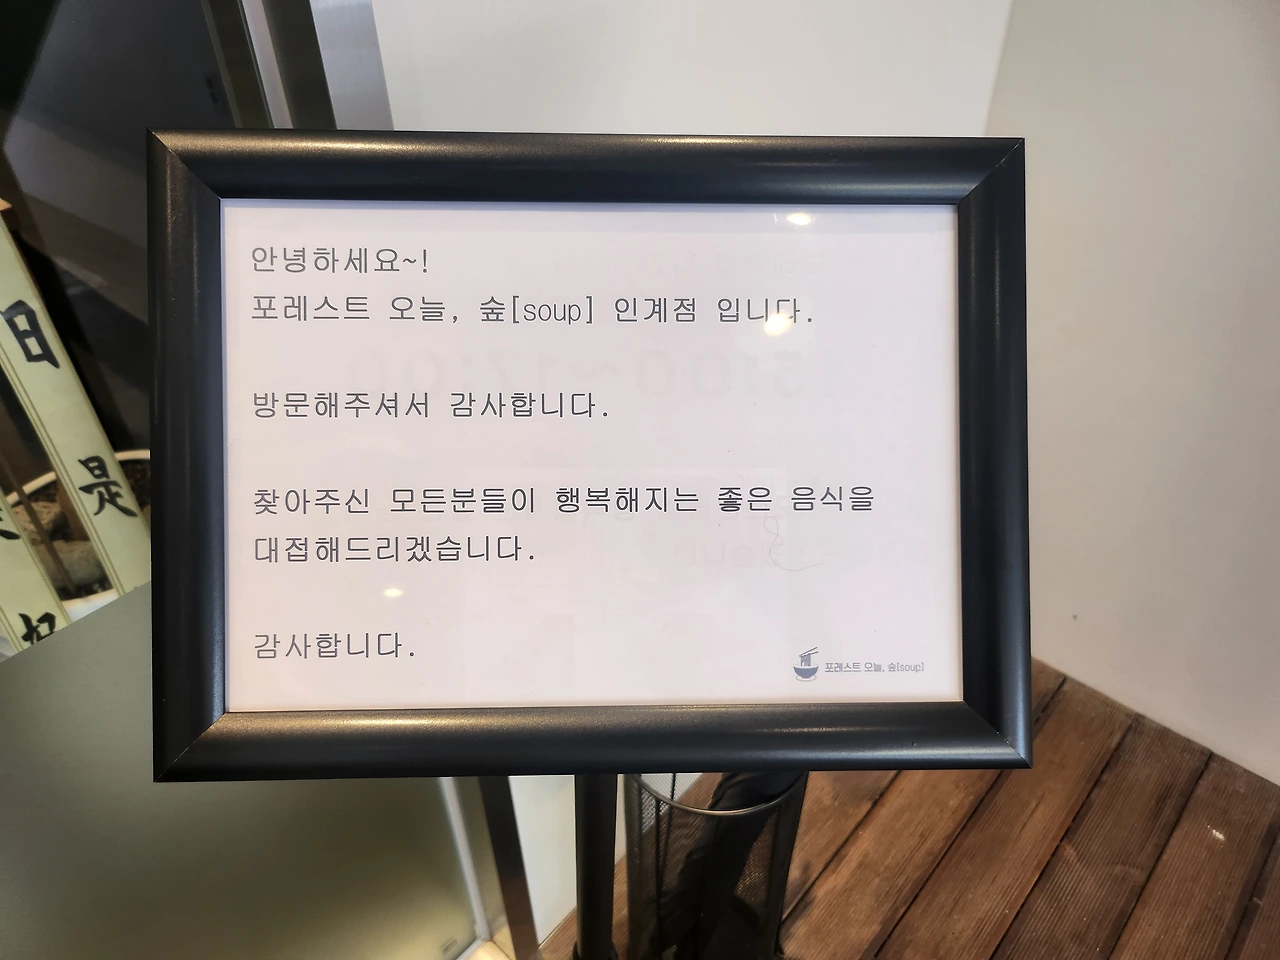 안녕하세요~!
포레스트 오늘, 숲[soup] 인계점 입니다.
방문해주셔서 감사합니다.
찾아주신 모든분들이 행복해지는 좋은 음식을
대접해드리겠습니다.
감사합니다.
포레스트 오늘, 숲[soup]
日
是